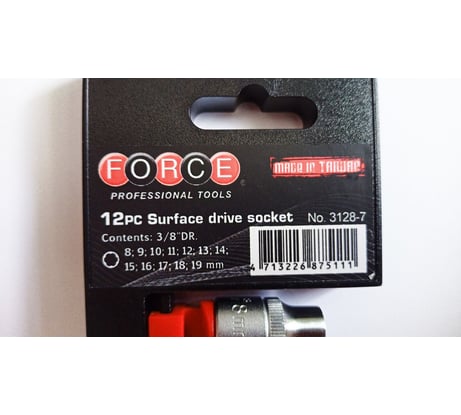 FORCE
MADE IN TAIWAN
PROFESSIONAL TOOLS
12PC Surface drive socket No. 3128-7
Contents: 3/8"DR.
8; 9; 10; 11; 12; 13; 14;
15; 16; 17; 18; 19 mm
4 713226 875111